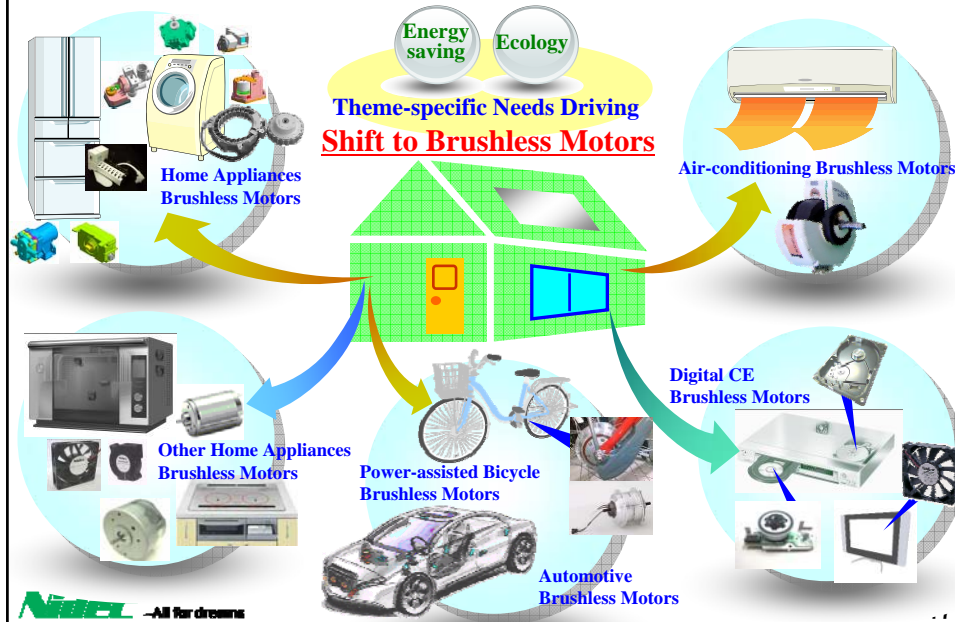 Energy
saving
Ecology
Theme-specific Needs Driving
Shift to Brushless Motors
Home Appliances
Brushless Motors
Air-conditioning Brushless Motors
Digital CE
Brushless Motors
Other Home Appliances
Brushless Motors
Power-assisted Bicycle
Brushless Motors
Automotive
Brushless Motors
Nidec
-All for dreams